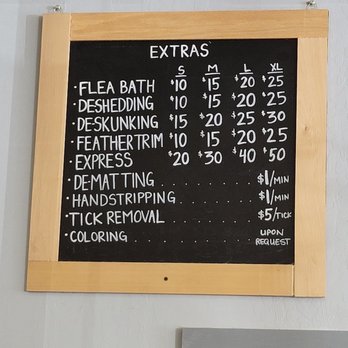 EXTRAS
S M L XL
· FLEA BATH $10 $15 $20 $25
· DESHEDDING $10 $15 $20 $25
· DESKUNKING $15 $20 $25 $30
· FEATHER TRIM $10 $15 $20 $25
· EXPRESS $20 $30 $40 $50
· DEMATTING . . . . . . . . . $1/MIN
· HANDSTRIPPING . . . . . . . $1/MIN
· TICK REMOVAL . . . . . . . $5/TICK
· COLORING . . . . . . . . . UPON REQUEST